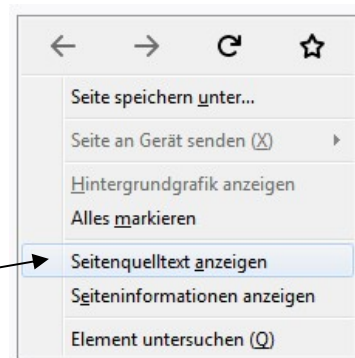 Seite speichern unter...
Seite an Gerät senden (X)
Hintergrundgrafik anzeigen
Alles markieren
Seitenquelltext anzeigen
Seiteninformationen anzeigen
Element untersuchen (Q)